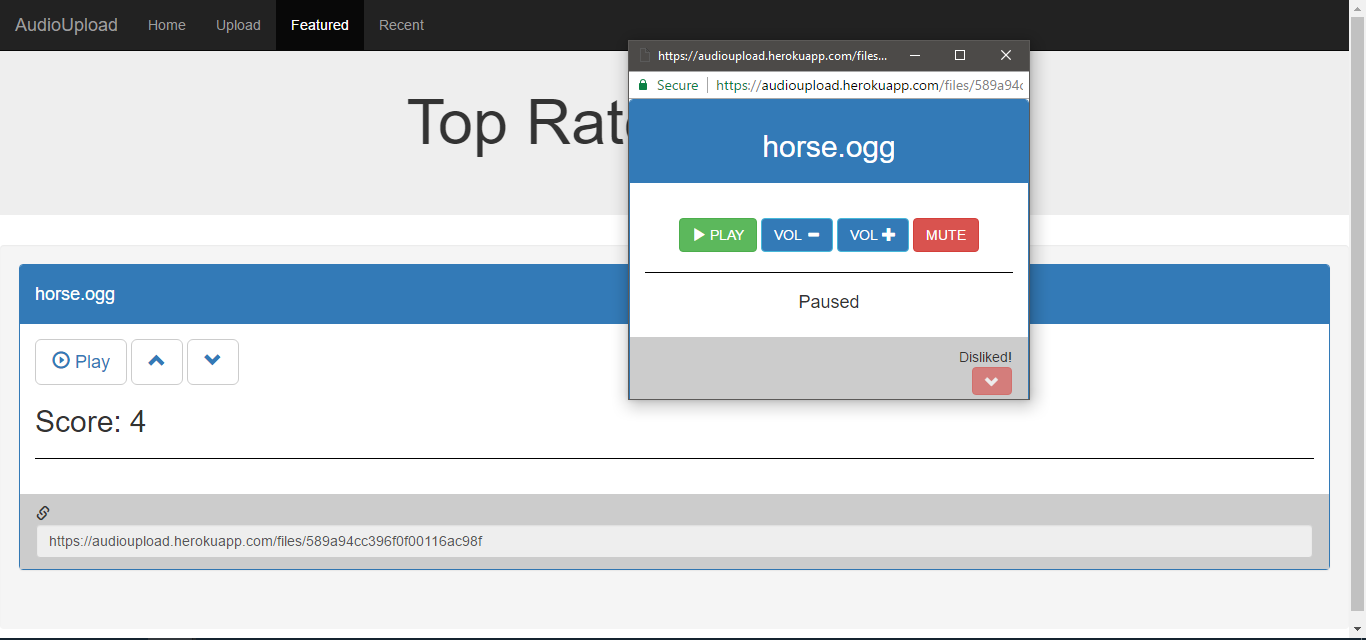 AudioUpload Home Upload Featured Recent
Top
horse.ogg
Play
Score: 4
https://audioupload.herokuapp.com/files/589a94cc396f0f00116ac98f
https://audioupload.herokuapp.com/files...
Secure https://audioupload.herokuapp.com/files/589a94c
horse.ogg
PLAY VOL VOL MUTE
Paused
Disliked!